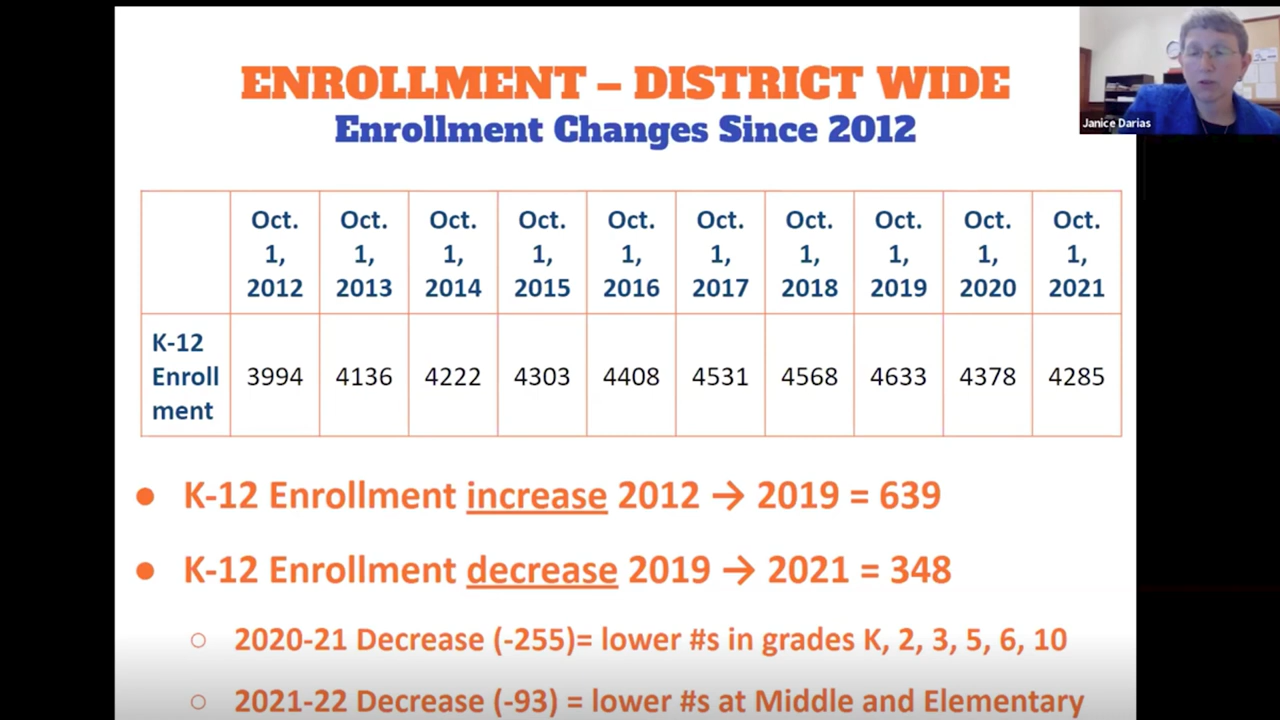 ENROLLMENT – DISTRICT WIDE
Enrollment Changes Since 2012
Janice Darias
Oct. 1, 2012 Oct. 1, 2013 Oct. 1, 2014 Oct. 1, 2015 Oct. 1, 2016 Oct. 1, 2017 Oct. 1, 2018 Oct. 1, 2019 Oct. 1, 2020 Oct. 1, 2021
K-12 Enrollment 3994 4136 4222 4303 4408 4531 4568 4633 4378 4285
● K-12 Enrollment increase 2012 → 2019 = 639
● K-12 Enrollment decrease 2019 → 2021 = 348
○ 2020-21 Decrease (-255)= lower #s in grades K, 2, 3, 5, 6, 10
○ 2021-22 Decrease (-93) = lower #s at Middle and Elementary